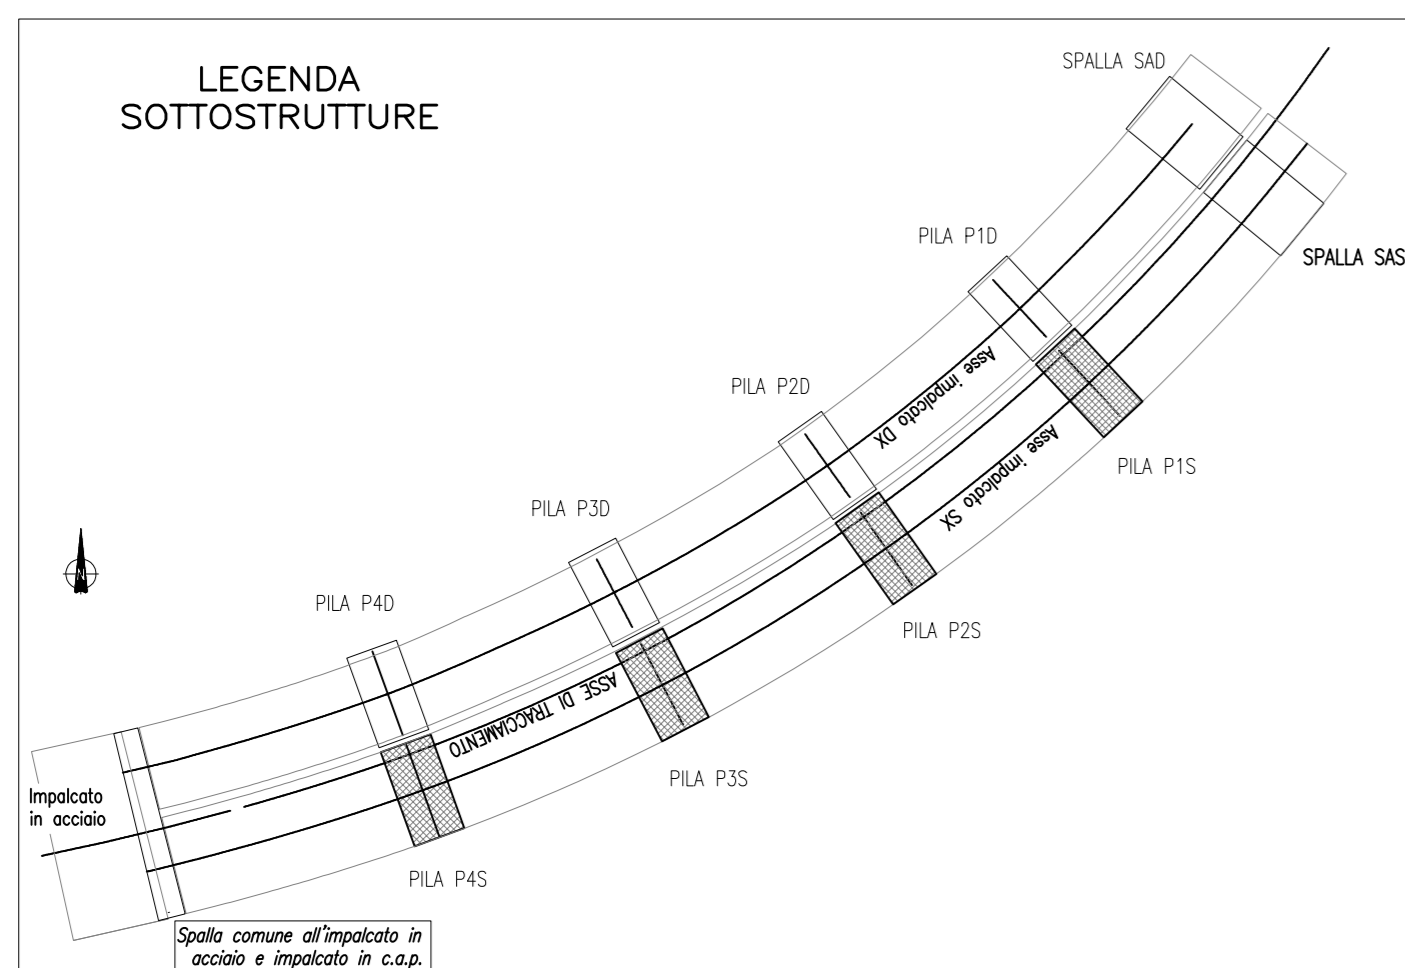 LEGENDA
SOTTOSTRUTTURE
SPALLA SAD
PILA P1D
SPALLA SAS
PILA P2D
Asse impalcato DX
PILA P1S
Asse impalcato SX
PILA P3D
PILA P4D
N
PILA P2S
ASSE DI TRACCIAMENTO
PILA P3S
Impalcato
in acciaio
PILA P4S
Spalla comune all'impalcato in
acciaio e impalcato in c.a.p.